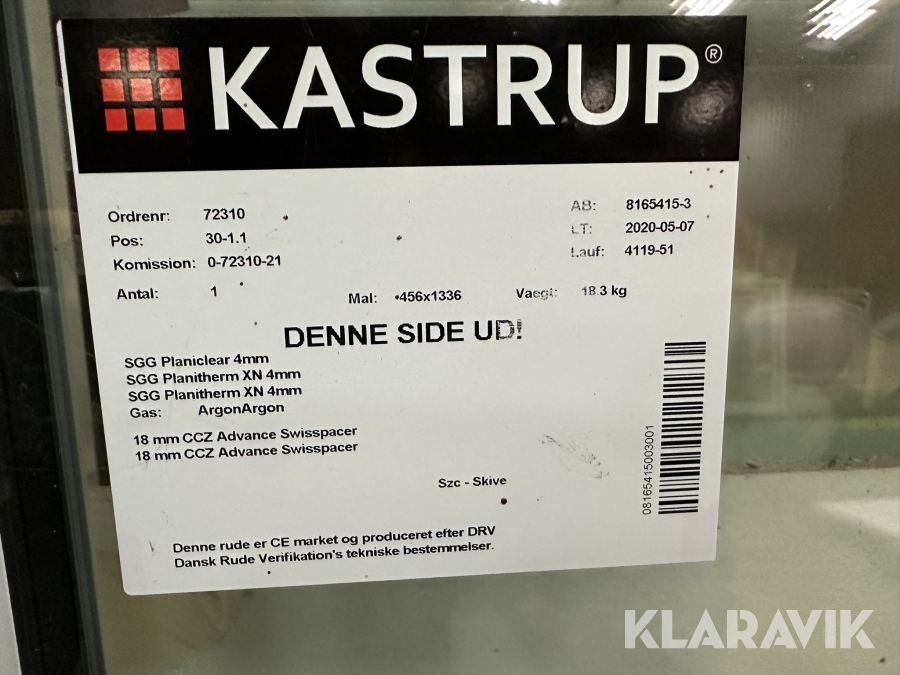 KASTRUP®
Ordrenr: 72310
Pos: 30-1.1
Komission: 0-72310-21
Antal: 1
AB: 8165415-3
LT: 2020-05-07
Lauf: 4119-51
Mal: 456x1336
Vaegt: 18.3 kg
DENNE SIDE UD!
SGG Planiclear 4mm
SGG Planitherm XN 4mm
SGG Planitherm XN 4mm
Gas: ArgonArgon
18 mm CCZ Advance Swisspacer
18 mm CCZ Advance Swisspacer
Szc - Skive
08165415003001
Denne rude er CE market og produceret efter DRV
Dansk Rude Verifikation's tekniske bestemmelser.
KLARAVIK